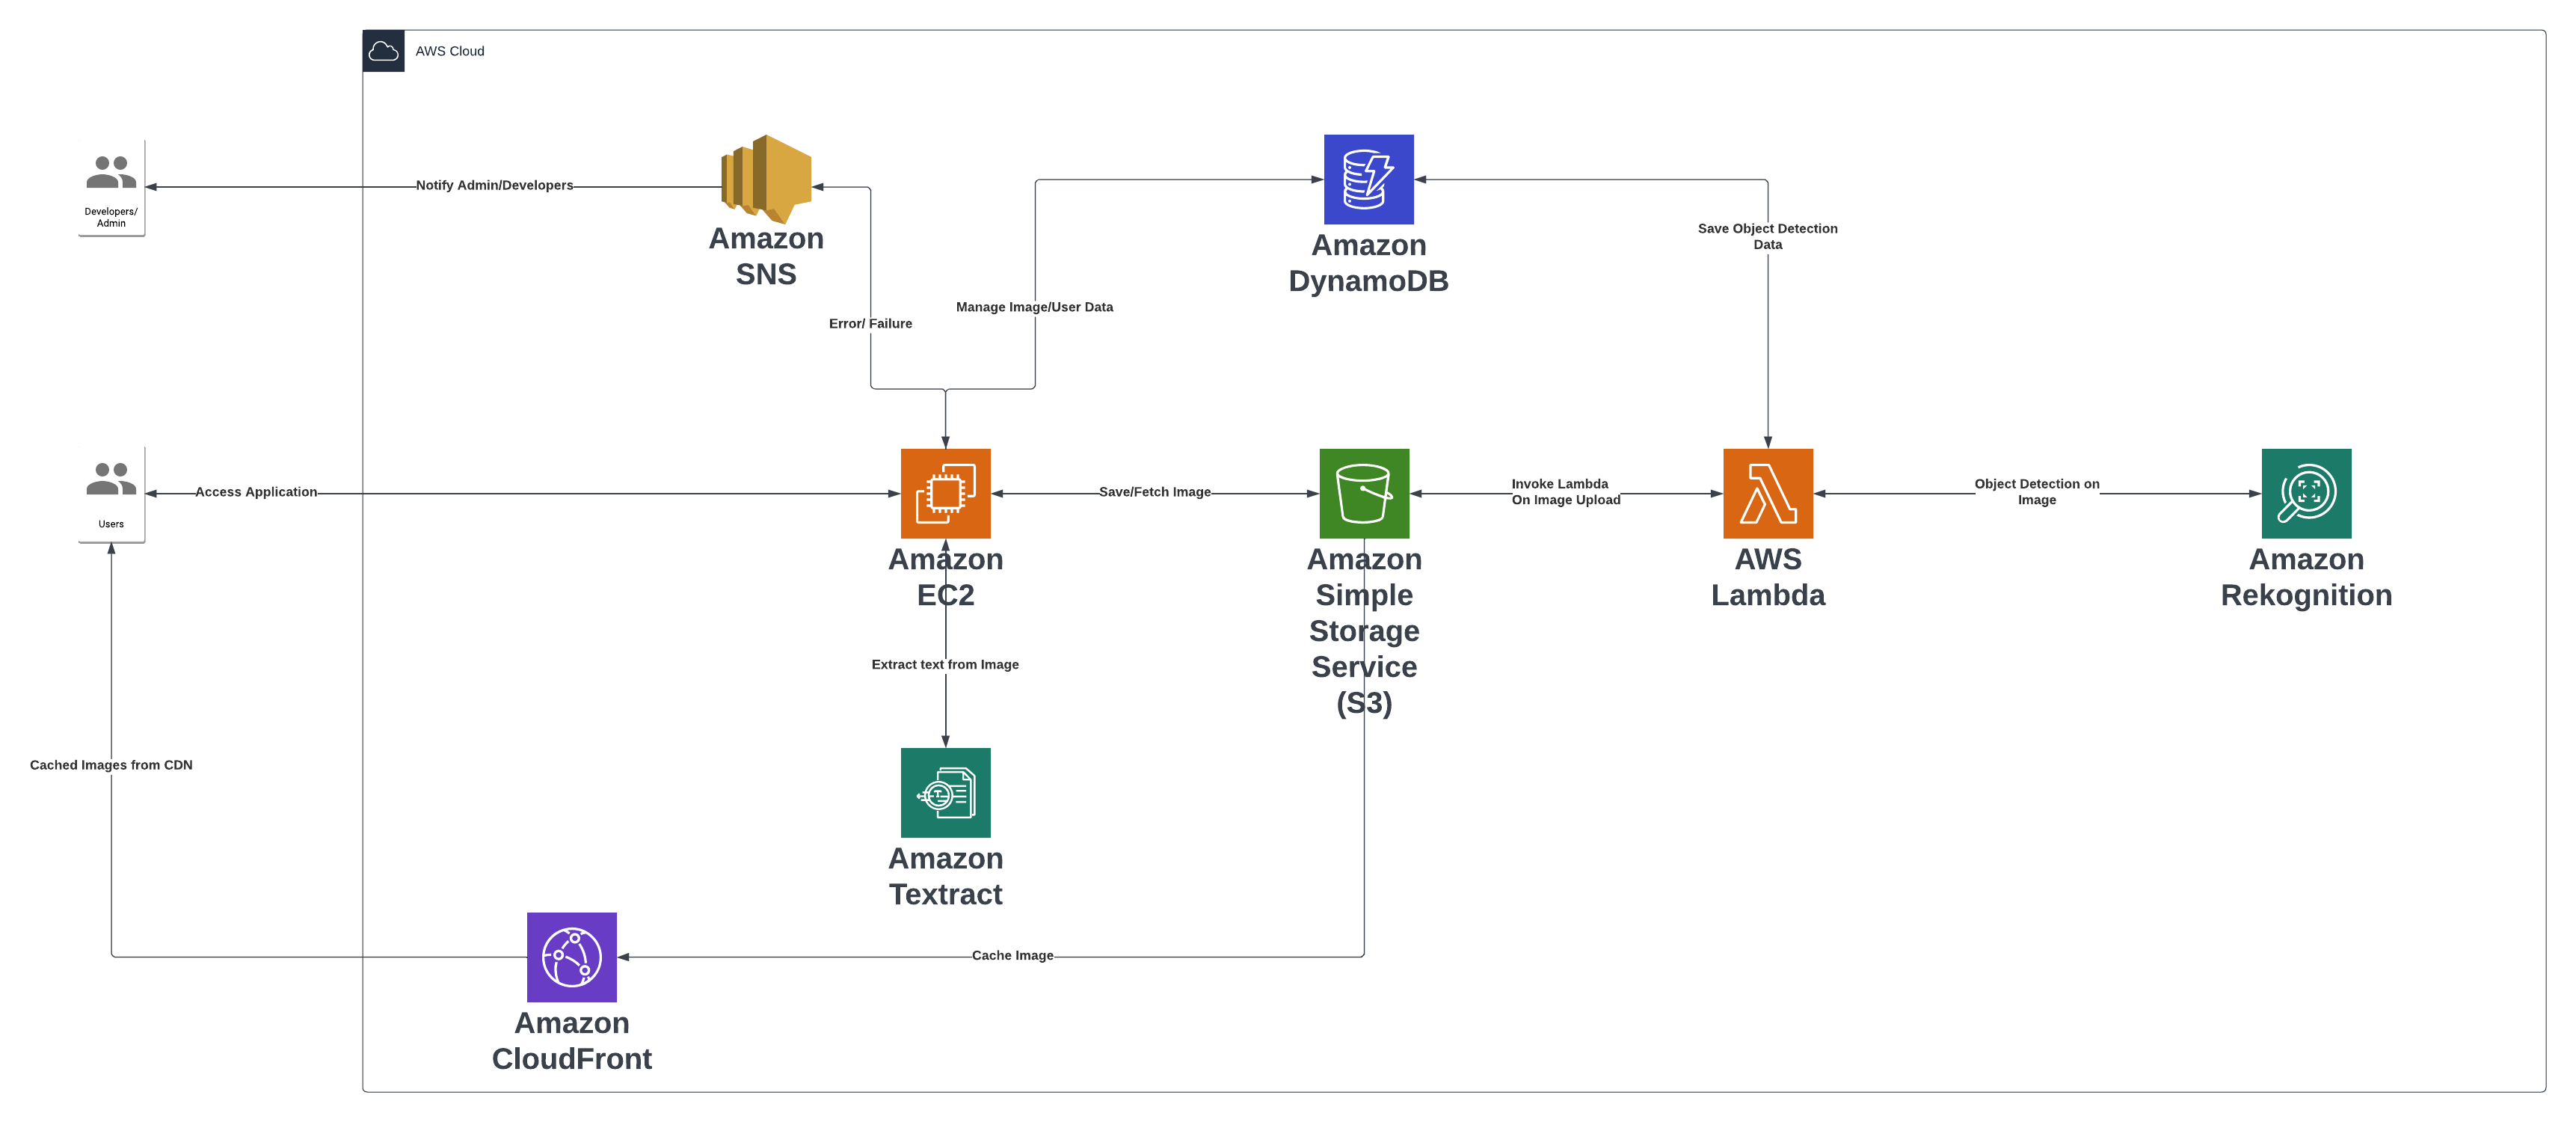 AWS Cloud
Developers/
Admin
Notify Admin/Developers
Amazon
SNS
Error/ Failure
Manage Image/User Data
Amazon
DynamoDB
Save Object Detection
Data
Users
Access Application
Amazon
EC2
Save/Fetch Image
Amazon
Simple
Storage
Service
(S3)
Invoke Lambda
On Image Upload
AWS
Lambda
Object Detection on
Image
Amazon
Rekognition
Extract text from Image
Amazon
Textract
Cached Images from CDN
Amazon
CloudFront
Cache Image